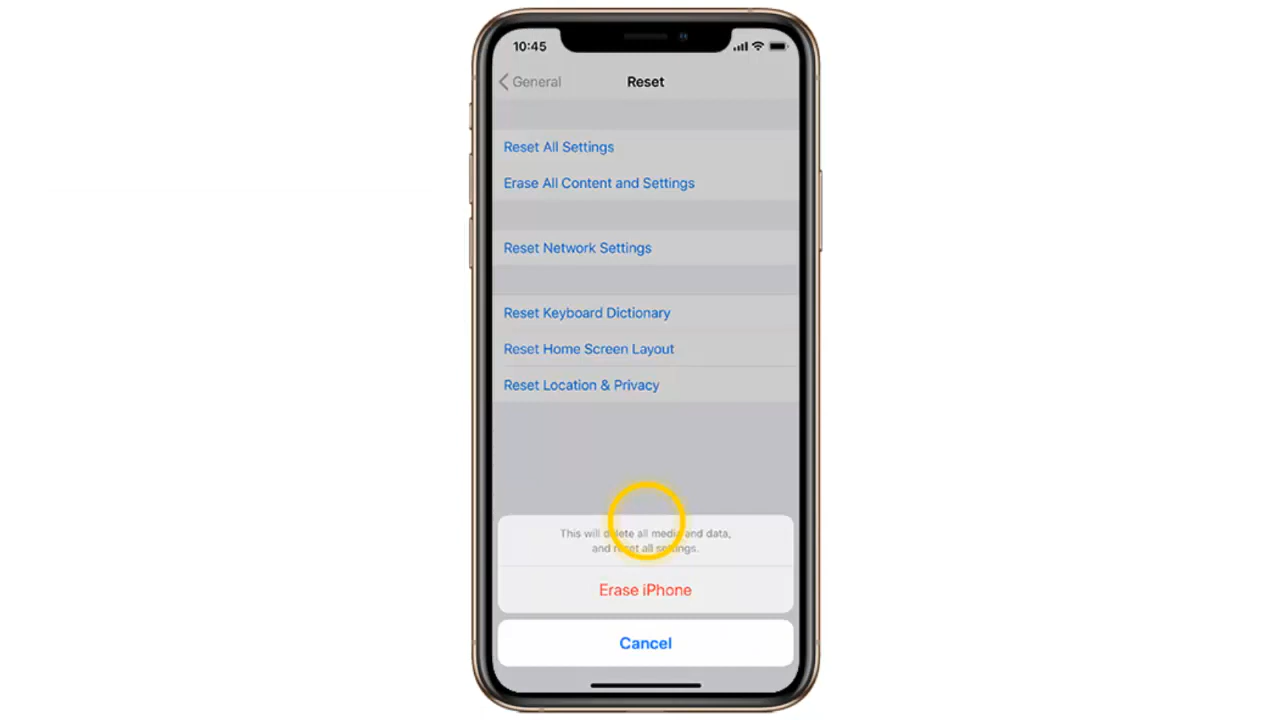 10:45
General
Reset
Reset All Settings
Erase All Content and Settings
Reset Network Settings
Reset Keyboard Dictionary
Reset Home Screen Layout
Reset Location & Privacy
This will delete all media and data,
and reset all settings.
Erase iPhone
Cancel